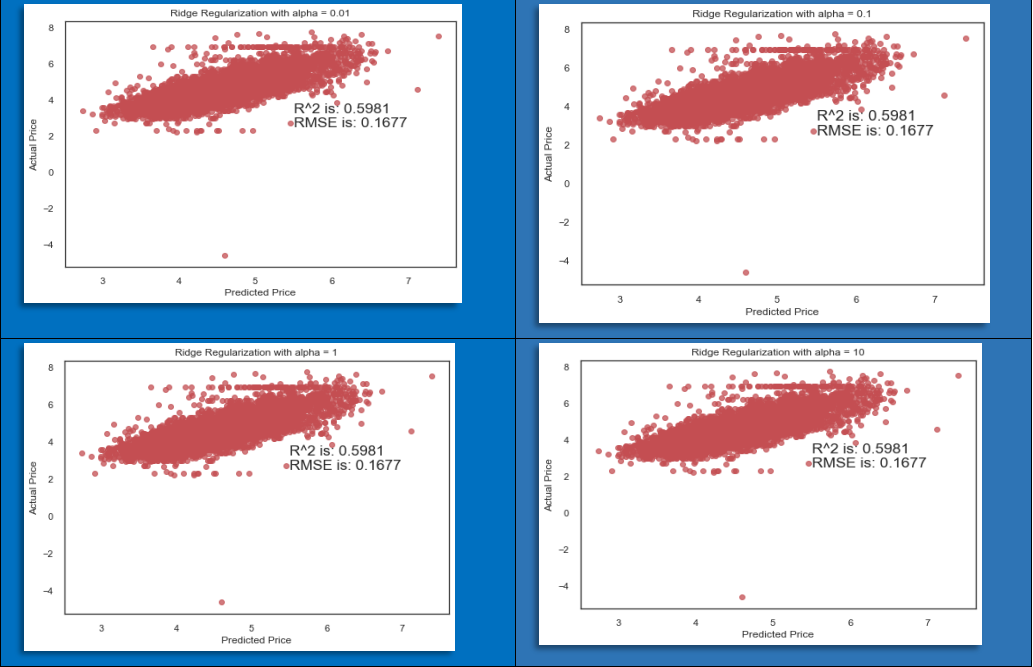 Ridge Regularization with alpha = 0.01
8
6
4
2
0
−2
−4
Actual Price
R^2 is: 0.5981
RMSE is: 0.1677
3 4 5 6 7
Predicted Price
Ridge Regularization with alpha = 0.1
8
6
4
2
0
−2
−4
Actual Price
R^2 is: 0.5981
RMSE is: 0.1677
3 4 5 6 7
Predicted Price
Ridge Regularization with alpha = 1
8
6
4
2
0
−2
−4
Actual Price
R^2 is: 0.5981
RMSE is: 0.1677
3 4 5 6 7
Predicted Price
Ridge Regularization with alpha = 10
8
6
4
2
0
−2
−4
Actual Price
R^2 is: 0.5981
RMSE is: 0.1677
3 4 5 6 7
Predicted Price